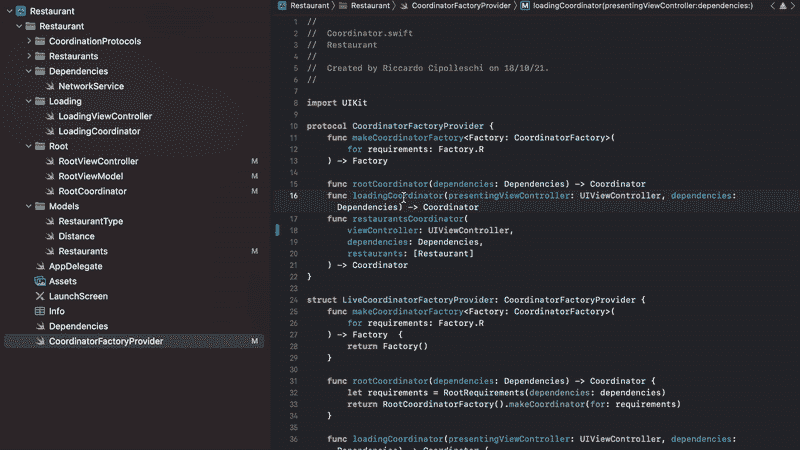 Restaurant
Restaurant
CoordinationProtocols
Restaurants
Dependencies
NetworkService
Loading
LoadingViewController
LoadingCoordinator
Root
RootViewController M
RootViewModel M
RootCoordinator M
Models
RestaurantType
Distance
Restaurants M
AppDelegate
Assets
LaunchScreen
Info
Dependencies
CoordinatorFactoryProvider M
Restaurant Restaurant CoordinatorFactoryProvider M loadingCoordinator(presentingViewController:dependencies:)
1 //
2 //  Coordinator.swift
3 //  Restaurant
4 //
5 //  Created by Riccardo Cipolleschi on 18/10/21.
6 //
7
8 import UIKit
9
10 protocol CoordinatorFactoryProvider {
11 func makeCoordinatorFactory<Factory: CoordinatorFactory>(
12 for requirements: Factory.R
13 ) -> Factory
14
15 func rootCoordinator(dependencies: Dependencies) -> Coordinator
16 func loadingCoordinator(presentingViewController: UIViewController, dependencies:
Dependencies) -> Coordinator
17 func restaurantsCoordinator(
18 viewController: UIViewController,
19 dependencies: Dependencies,
20 restaurants: [Restaurant]
21 ) -> Coordinator
22 }
23
24 struct LiveCoordinatorFactoryProvider: CoordinatorFactoryProvider {
25 func makeCoordinatorFactory<Factory: CoordinatorFactory>(
26 for requirements: Factory.R
27 ) -> Factory  {
28 return Factory()
29 }
30
31 func rootCoordinator(dependencies: Dependencies) -> Coordinator {
32 let requirements = RootRequirements(dependencies: dependencies)
33 return RootCoordinatorFactory().makeCoordinator(for: requirements)
34 }
35
36 func loadingCoordinator(presentingViewController: UIViewController, dependencies:
Dependencies) -> Coordinator {